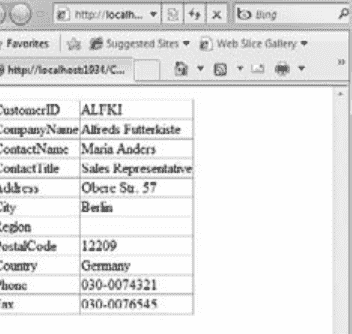 http://localh...
Bing
Favorites
Suggested Sites
Web Slice Gallery
http://localhost:1934/C...
CustomerID ALFKI
CompanyName Alfreds Futterkiste
ContactName Maria Anders
ContactTitle Sales Representative
Address Obere Str. 57
City Berlin
Region
PostalCode 12209
Country Germany
Phone 030-0074321
Fax 030-0076545